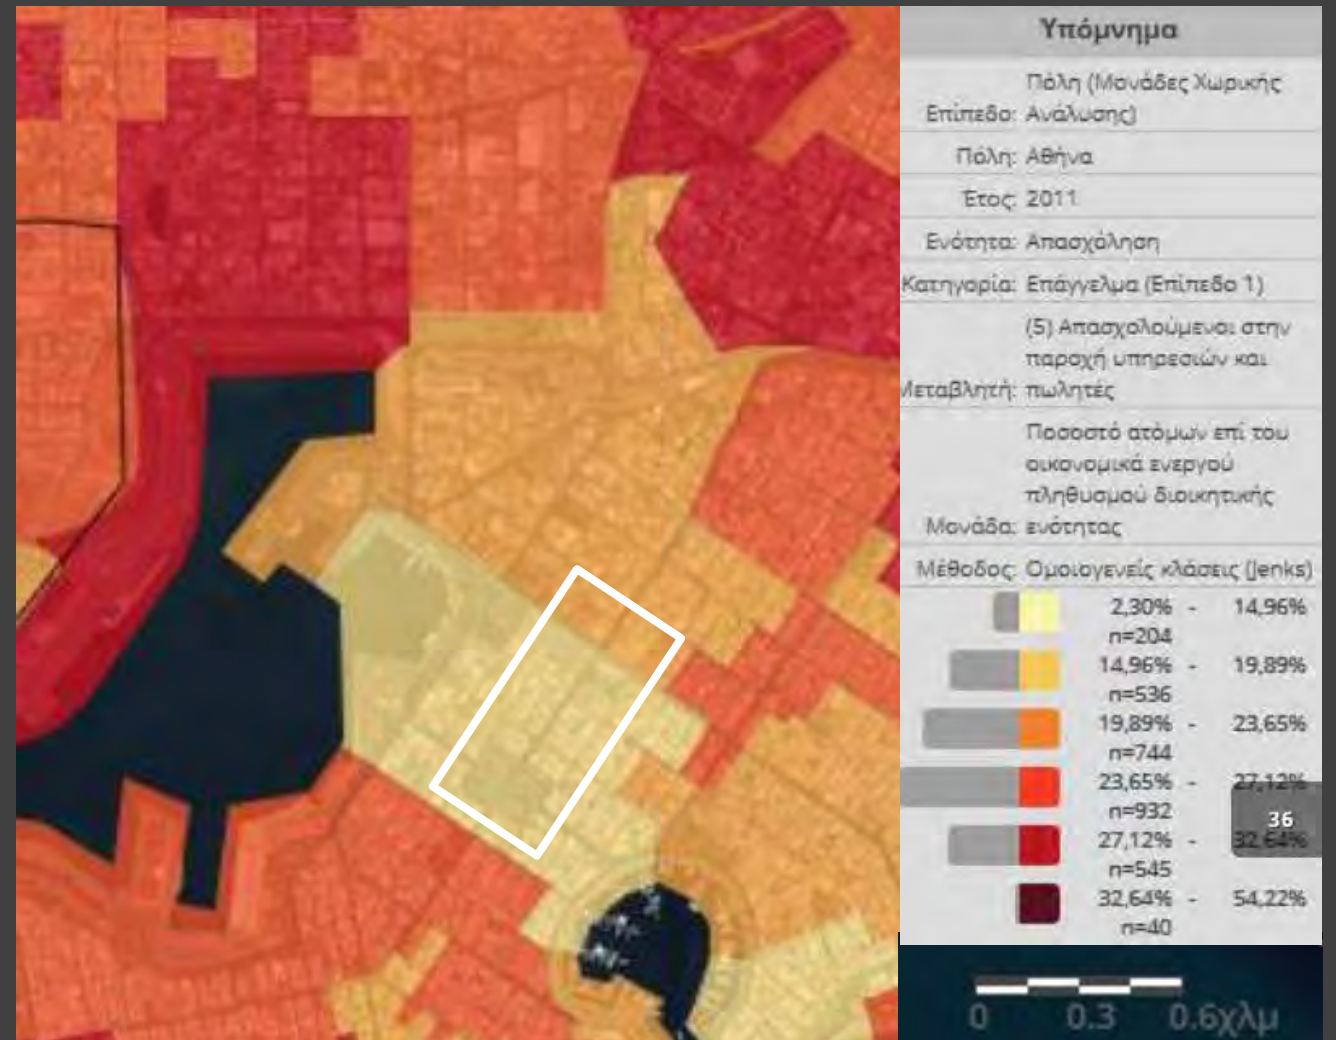 Υπόμνημα
Πόλη (Μονάδες Χωρικής
Επίπεδο: Ανάλυσης)
Πόλη: Αθήνα
Έτος: 2011
Ενότητα: Απασχόληση
Κατηγορία: Επάγγελμα (Επίπεδο 1)
(5) Απασχολούμενοι στην
παροχή υπηρεσιών και
Μεταβλητή: πωλητές
Ποσοστό ατόμων επί του
οικονομικά ενεργού
πληθυσμού διοικητικής
Μονάδα: ενότητας
Μέθοδος: Ομοιογενείς κλάσεις (Jenks)
2,30% - 14,96%
n=204
14,96% - 19,89%
n=536
19,89% - 23,65%
n=744
23,65% - 27,12%
n=932
36
27,12% - 32,64%
n=545
32,64% - 54,22%
n=40
0 0.3 0.6χλμ